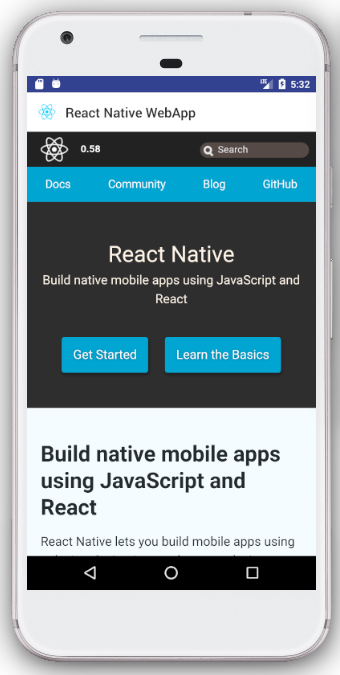 LTE 5:32
React Native WebApp
0.58 Search
Docs Community Blog GitHub
React Native
Build native mobile apps using JavaScript and
React
Get Started Learn the Basics
Build native mobile apps
using JavaScript and
React
React Native lets you build mobile apps using